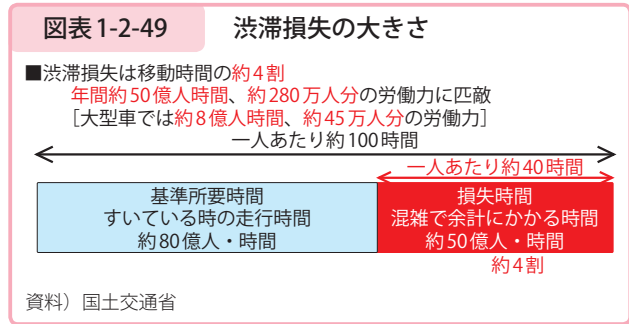 図表1-2-49 渋滞損失の大きさ
■渋滞損失は移動時間の約4割
年間約50億人時間、約280万人分の労働力に匹敵
［大型車では約8億人時間、約45万人分の労働力］
一人あたり約100時間
一人あたり約40時間
基準所要時間
すいている時の走行時間
約80億人・時間
損失時間
混雑で余計にかかる時間
約50億人・時間
約4割
資料）国土交通省